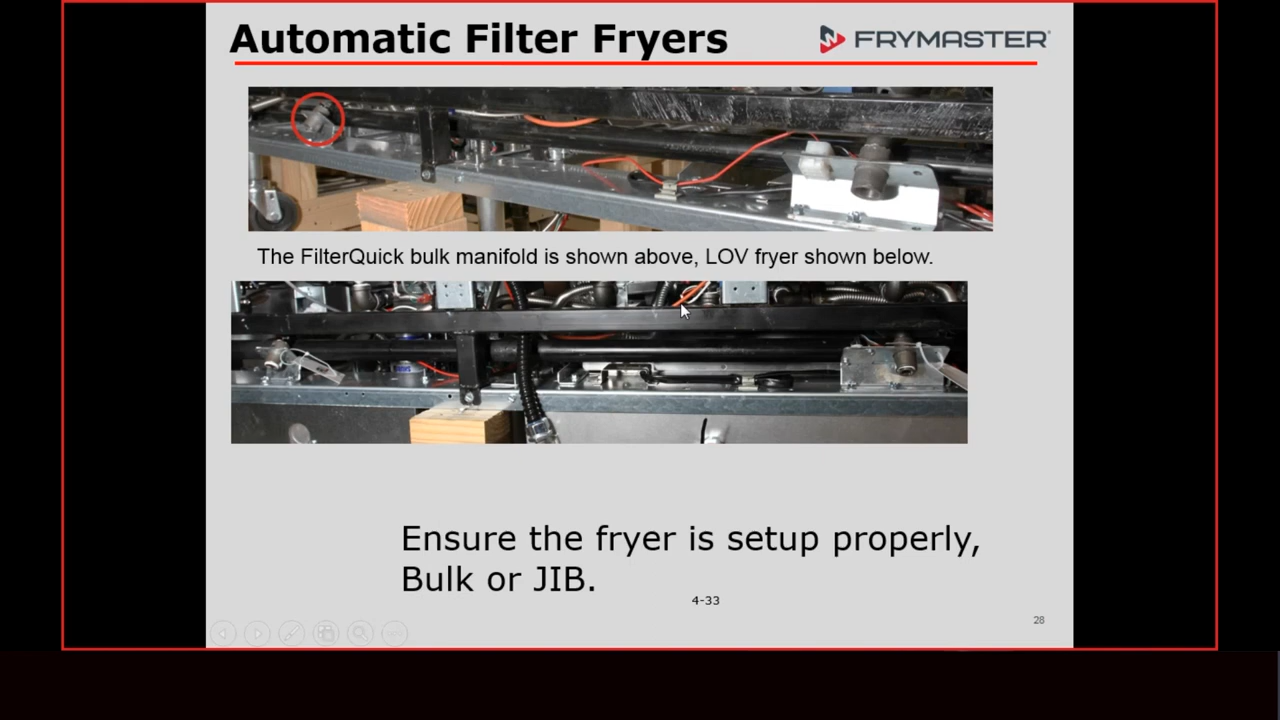 Automatic Filter Fryers
FRYMASTER
The FilterQuick bulk manifold is shown above, LOV fryer shown below.
Ensure the fryer is setup properly,
Bulk or JIB.
4-33
28